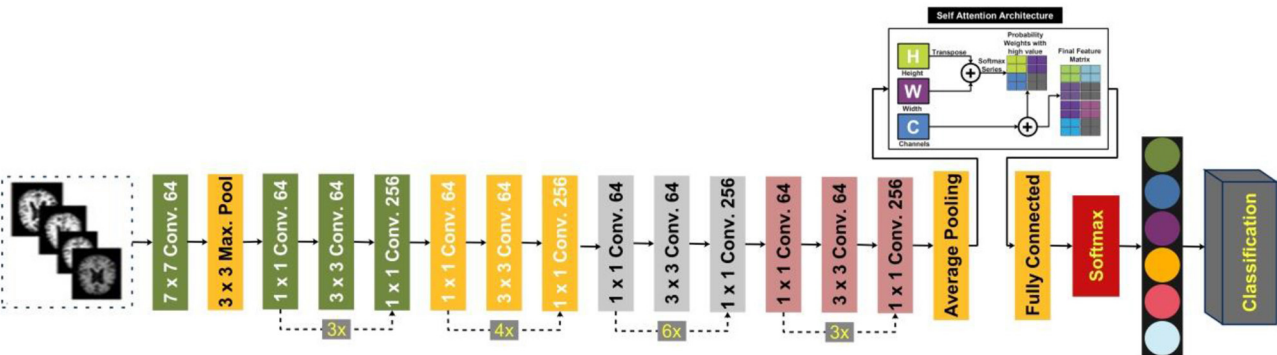 Self Attention Architecture
H
Height
Transpose
W
Width
C
Channels
+
Softmax
Series
+
Probability
Weights with
high value
Final Feature
Matrix
7 x 7 Conv. 64
3 x 3 Max. Pool
1 x 1 Conv. 64
3 x 3 Conv. 64
1 x 1 Conv. 256
3x
1 x 1 Conv. 64
3 x 3 Conv. 64
1 x 1 Conv. 256
4x
1 x 1 Conv. 64
3 x 3 Conv. 64
1 x 1 Conv. 256
6x
1 x 1 Conv. 64
3 x 3 Conv. 64
1 x 1 Conv. 256
3x
Average Pooling
Fully Connected
Softmax
Classification